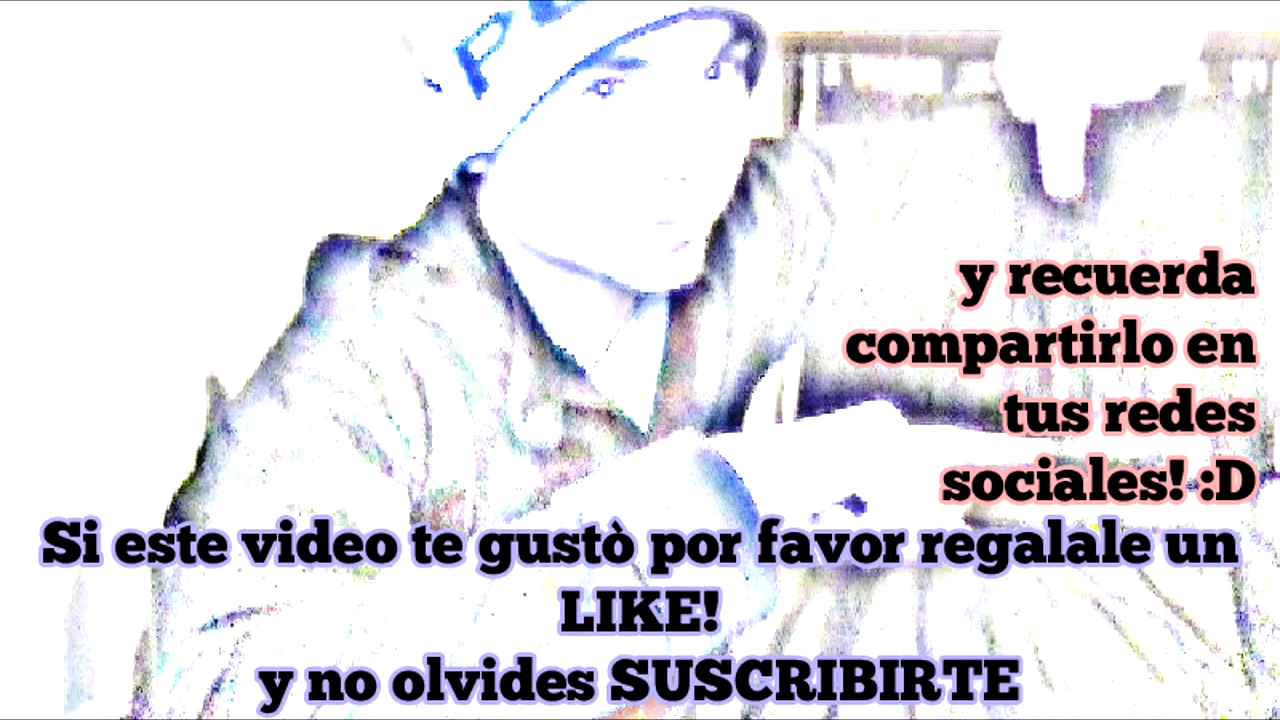 y recuerda
compartirlo en
tus redes
sociales! :D
Si este video te gustò por favor regalale un
LIKE!
y no olvides SUSCRIBIRTE